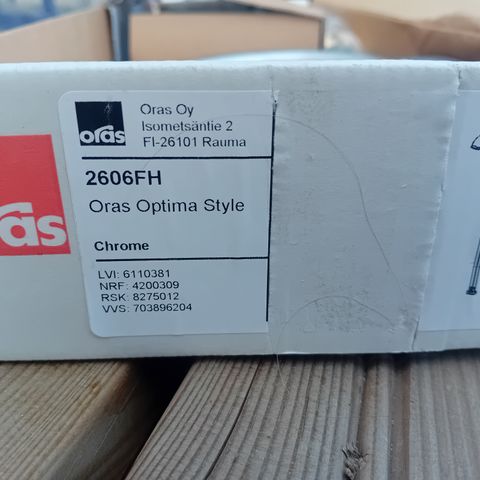 oras
Oras Oy
Isometsäntie 2
FI-26101 Rauma
2606FH
Oras Optima Style
Chrome
LVI: 6110381
NRF: 4200309
RSK: 8275012
VVS: 703896204
as